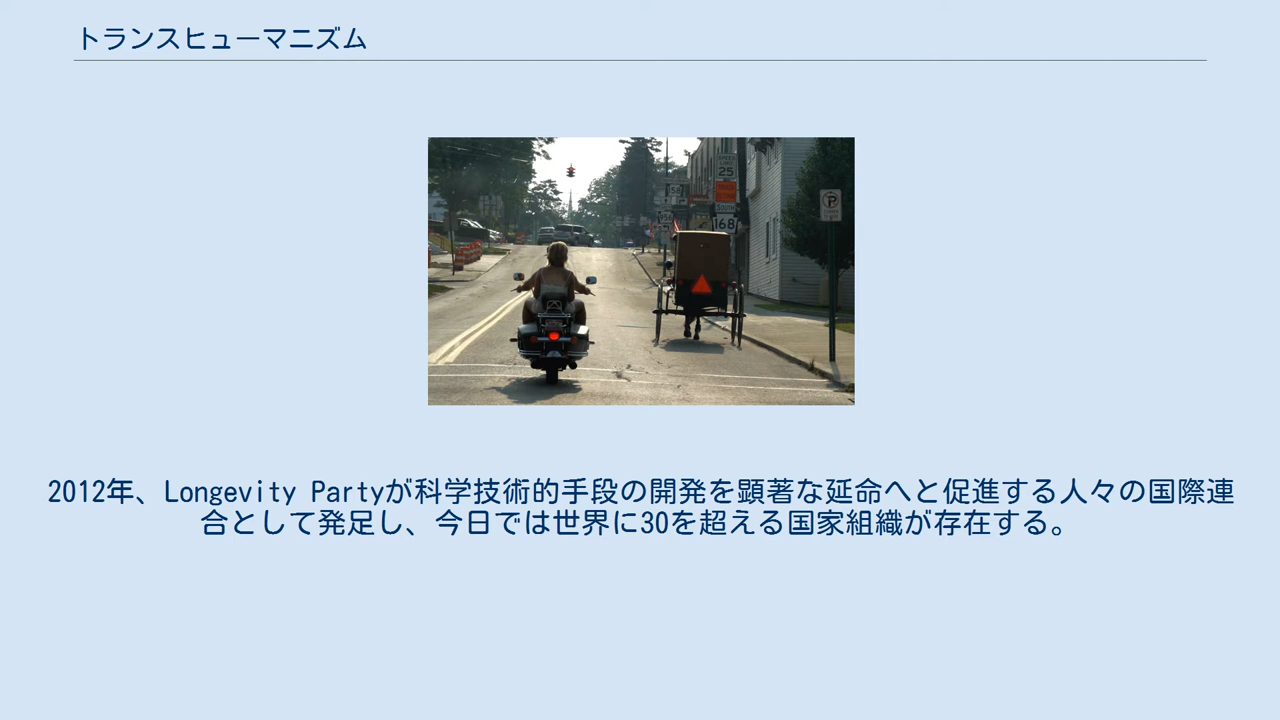 トランスヒューマニズム
SPEED
LIMIT
25
158
SOUTH
168
P
2012年、Longevity Partyが科学技術的手段の開発を顕著な延命へと促進する人々の国際連
合として発足し、今日では世界に30を超える国家組織が存在する。